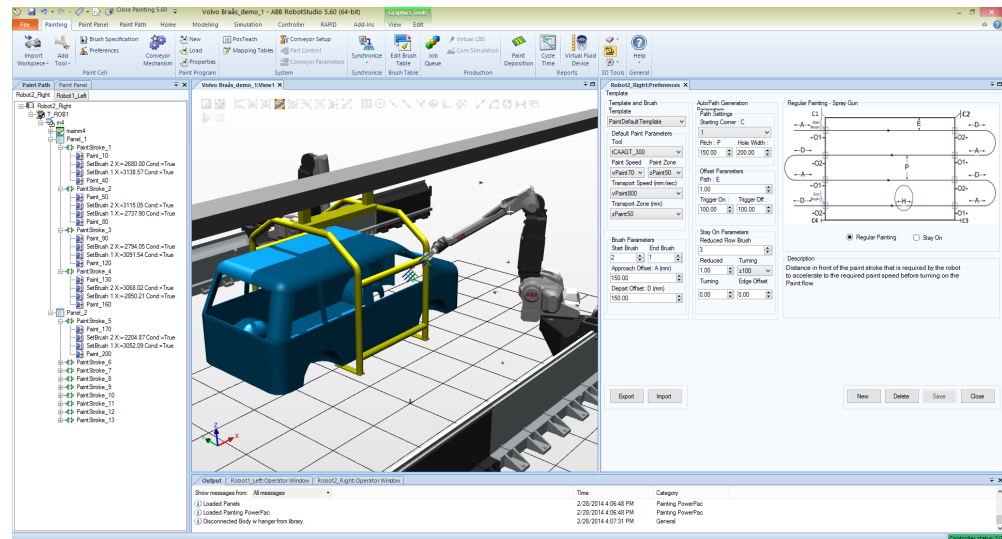 Close Painting 5.60
Volvo Braås_demo_1 - ABB RobotStudio 5.60 (64-bit)
Graphics Tools
File Painting Paint Panel Paint Path Home Modeling Simulation Controller RAPID Add-Ins View Edit
Import Workpiece
Add Tool
Brush Specification
Preferences
Conveyor Mechanism
New
Load
Properties
PosTeach
Mapping Tables
Conveyor Setup
Part Control
Conveyor Parameters
Synchronize
Edit Brush Table
Job Queue
Virtual CBS
Conv Simulation
Paint Deposition
Cycle Time
Virtual Fluid Device
Help
Paint Cell Paint Program System Synchronize Brush Table Production Reports 3D Tools General
Paint Path Paint Panel
Robot2_Right Robot1_Left
Robot2_Right
T_ROB1
m4
mainm4
Panel_1
PaintStroke_1
Paint_10
SetBrush 2 X:=-2680.00 Cond:=True
SetBrush 1 X:=3138.57 Cond:=True
Paint_40
PaintStroke_2
Paint_50
SetBrush 2 X:=3115.05 Cond:=True
SetBrush 1 X:=-2737.90 Cond:=True
Paint_80
PaintStroke_3
Paint_90
SetBrush 2 X:=-2794.05 Cond:=True
SetBrush 1 X:=3091.54 Cond:=True
Paint_120
PaintStroke_4
Paint_130
SetBrush 2 X:=3068.02 Cond:=True
SetBrush 1 X:=-2850.21 Cond:=True
Paint_160
Panel_2
PaintStroke_5
Paint_170
SetBrush 2 X:=-2204.87 Cond:=True
SetBrush 1 X:=3052.09 Cond:=True
Paint_200
PaintStroke_6
PaintStroke_7
PaintStroke_8
PaintStroke_9
PaintStroke_10
PaintStroke_11
PaintStroke_12
PaintStroke_13
Volvo Braås_demo_1:View1
ABB
Z
X
Robot2_Right:Preferences
Template
Template and Brush
Template
PaintDefaultTemplate
Default Paint Parameters
Tool
tCAAGT_300
Paint Speed Paint Zone
vPaint70 zPaint50
Transport Speed (mm/sec)
vPaint800
Transport Zone (mm)
zPaint50
Brush Parameters
Start Brush End Brush
2 1
Approach Offset: A (mm)
150.00
Depart Offset: D (mm)
150.00
AutoPath Generation
Parameters
Path Settings
Starting Corner : C
1
Pitch : P Hole Width :
150.00 200.00
Offset Parameters
Path : E
1.00
Trigger On : Trigger Off :
100.00 100.00
Stay On Parameters
Reduced Row Brush
3
Reduced Turning
1.00 ±100
Turning Edge Offset
0.00 0.00
Regular Painting - Spray Gun
C1 C2
A E D
O1 O2
P
H
C4 C3
Regular Painting Stay On
Description
Distance in front of the paint stroke that is required by the robot
to accelerate to the required paint speed before turning on the
Paint flow
Export Import New Delete Save Close
Output Robot1_Left:Operator Window Robot2_Right:Operator Window
Show messages from: All messages Time Category
Loaded Panels 2/28/2014 4:06:48 PM Painting PowerPac
Loaded Painting PowerPac 2/28/2014 4:06:48 PM Painting PowerPac
Disconnected Body w hanger from library. 2/28/2014 4:07:31 PM General